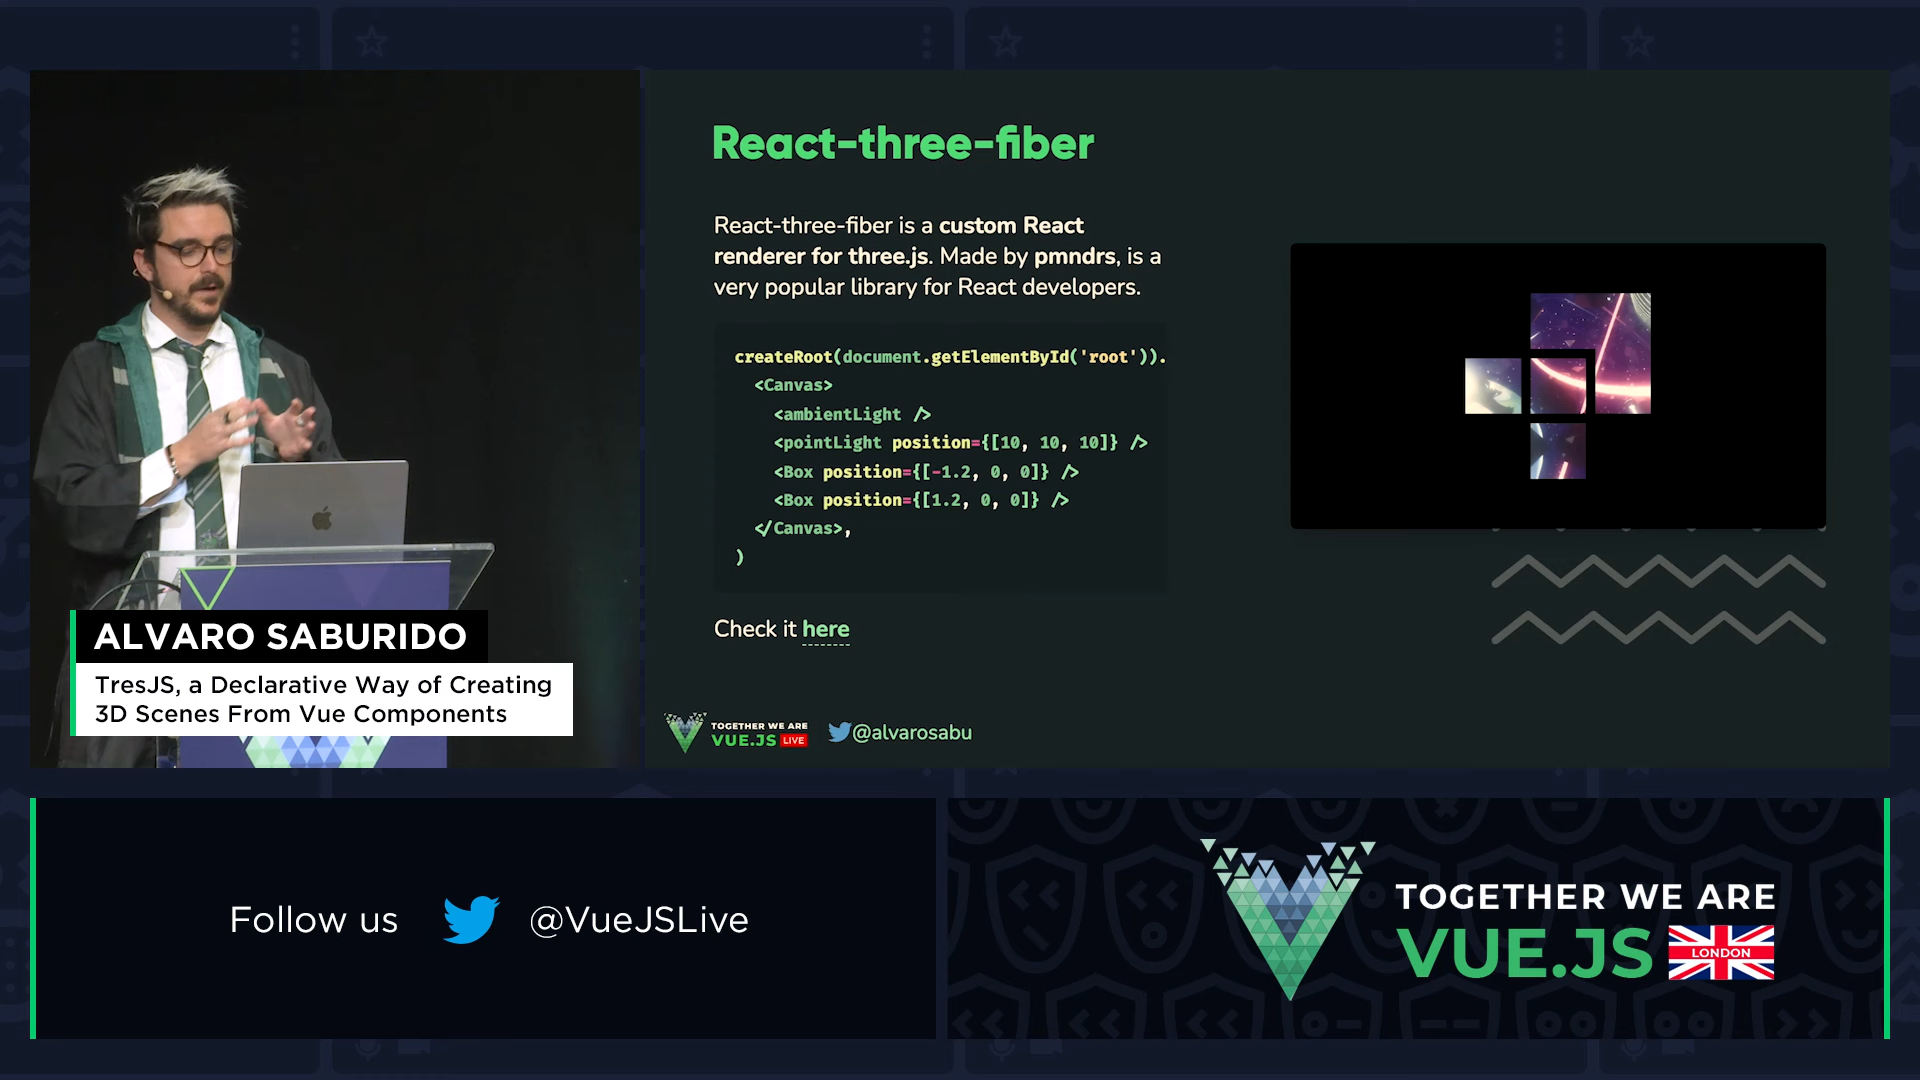 React-three-fiber
React-three-fiber is a custom React
renderer for three.js. Made by pmndrs, is a
very popular library for React developers.
createRoot(document.getElementById('root')).
<Canvas>
<ambientLight />
<pointLight position={[10, 10, 10]} />
<Box position={[-1.2, 0, 0]} />
<Box position={[1.2, 0, 0]} />
</Canvas>,
)
Check it here
TOGETHER WE ARE
VUE.JS LIVE
@alvarosabu
ALVARO SABURIDO
TresJS, a Declarative Way of Creating
3D Scenes From Vue Components
Follow us @VueJSLive
TOGETHER WE ARE
VUE.JS LONDON